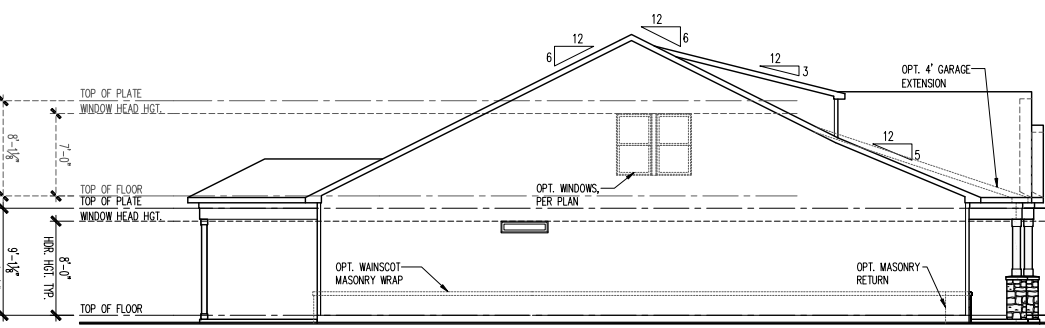 12
6
12
6
12
3
OPT. 4' GARAGE
EXTENSION
TOP OF PLATE
WINDOW HEAD HGT.
8'-1⅛"
7'-0"
12
5
OPT. WINDOWS,
PER PLAN
TOP OF FLOOR
TOP OF PLATE
WINDOW HEAD HGT.
9'-1⅛"
8'-0"
HDR. HGT. TYP.
OPT. WAINSCOT
MASONRY WRAP
OPT. MASONRY
RETURN
TOP OF FLOOR